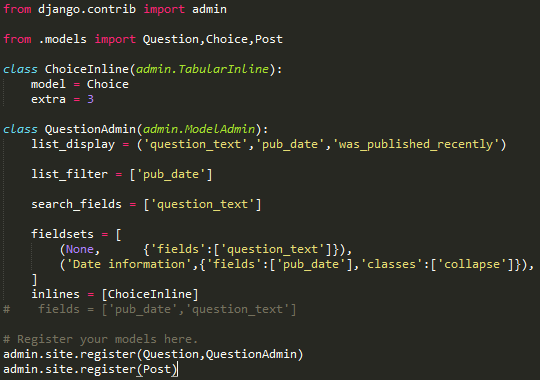 from django.contrib import admin
from .models import Question,Choice,Post
class ChoiceInline(admin.TabularInline):
    model = Choice
    extra = 3
class QuestionAdmin(admin.ModelAdmin):
    list_display = ('question_text','pub_date','was_published_recently')
    list_filter = ['pub_date']
    search_fields = ['question_text']
    fieldsets = [
        (None,      {'fields':['question_text']}),
        ('Date information',{'fields':['pub_date'],'classes':['collapse']}),
    ]
    inlines = [ChoiceInline]
#    fields = ['pub_date','question_text']
# Register your models here.
admin.site.register(Question,QuestionAdmin)
admin.site.register(Post)